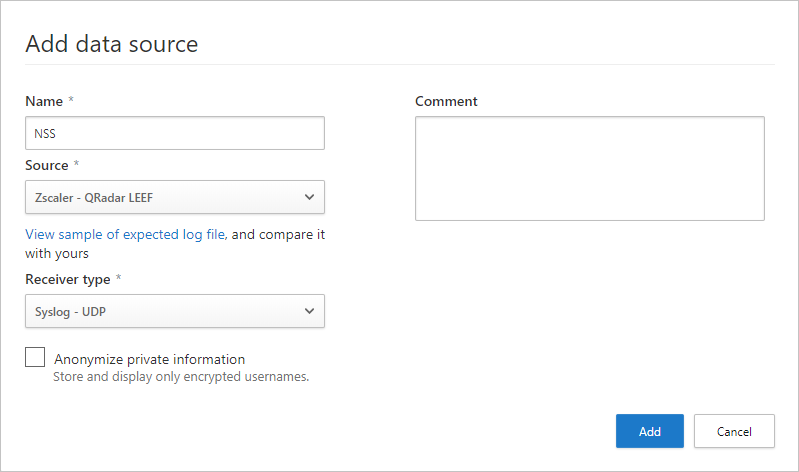 Add data source
Name *
NSS
Source *
Zscaler - QRadar LEEF
View sample of expected log file, and compare it
with yours
Receiver type *
Syslog - UDP
Anonymize private information
Store and display only encrypted usernames.
Comment
Add
Cancel